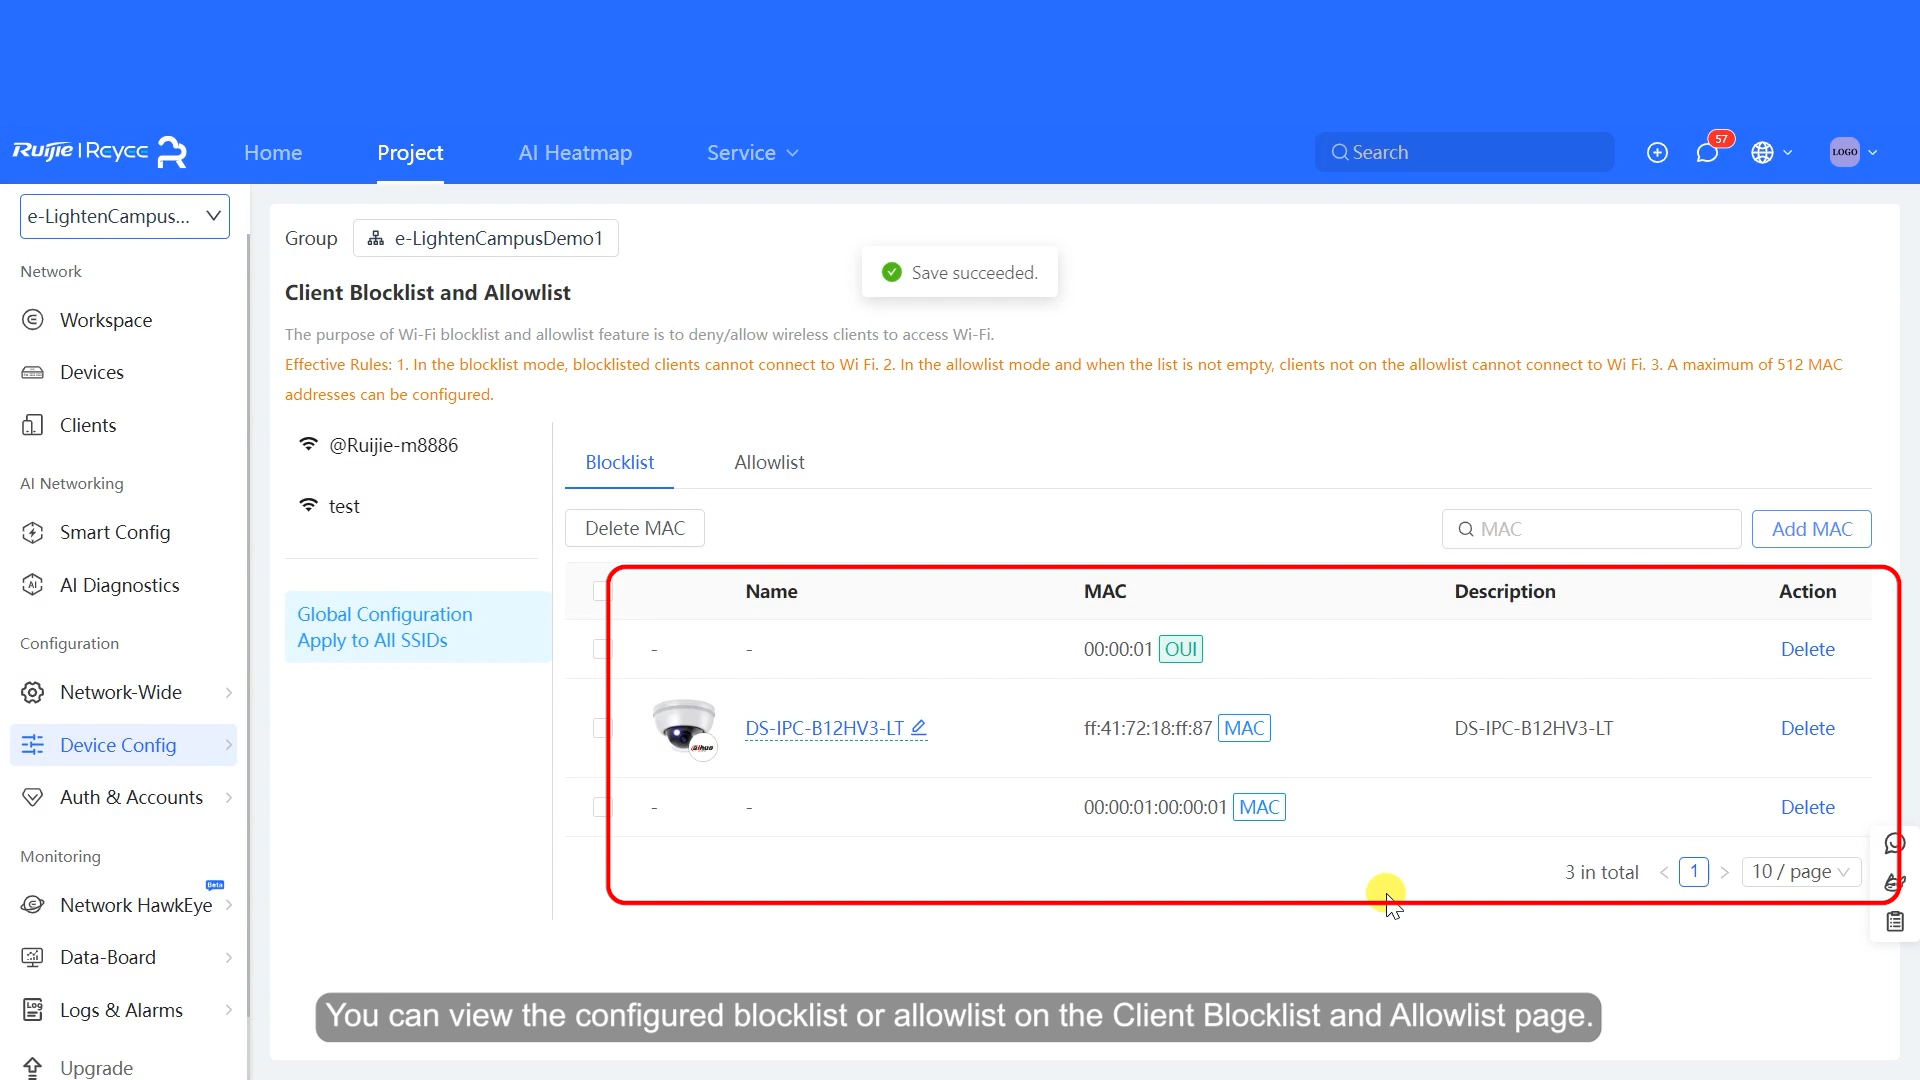 Ruijie | Reyee
Home
Project
AI Heatmap
Service
Search
57
LOGO
e-LightenCampus...
Network
Workspace
Devices
Clients
AI Networking
Smart Config
AI Diagnostics
Configuration
Network-Wide
Device Config
Auth & Accounts
Monitoring
Beta
Network HawkEye
Data-Board
Logs & Alarms
Upgrade
Group
e-LightenCampusDemo1
Save succeeded.
Client Blocklist and Allowlist
The purpose of Wi-Fi blocklist and allowlist feature is to deny/allow wireless clients to access Wi-Fi.
Effective Rules: 1. In the blocklist mode, blocklisted clients cannot connect to Wi Fi. 2. In the allowlist mode and when the list is not empty, clients not on the allowlist cannot connect to Wi Fi. 3. A maximum of 512 MAC
addresses can be configured.
@Ruijie-m8886
test
Global Configuration
Apply to All SSIDs
Blocklist
Allowlist
Delete MAC
MAC
Add MAC
Name MAC Description Action
- - 00:00:01 OUI Delete
alhua DS-IPC-B12HV3-LT ff:41:72:18:ff:87 MAC DS-IPC-B12HV3-LT Delete
- - 00:00:01:00:00:01 MAC Delete
3 in total < 1 > 10 / page
You can view the configured blocklist or allowlist on the Client Blocklist and Allowlist page.